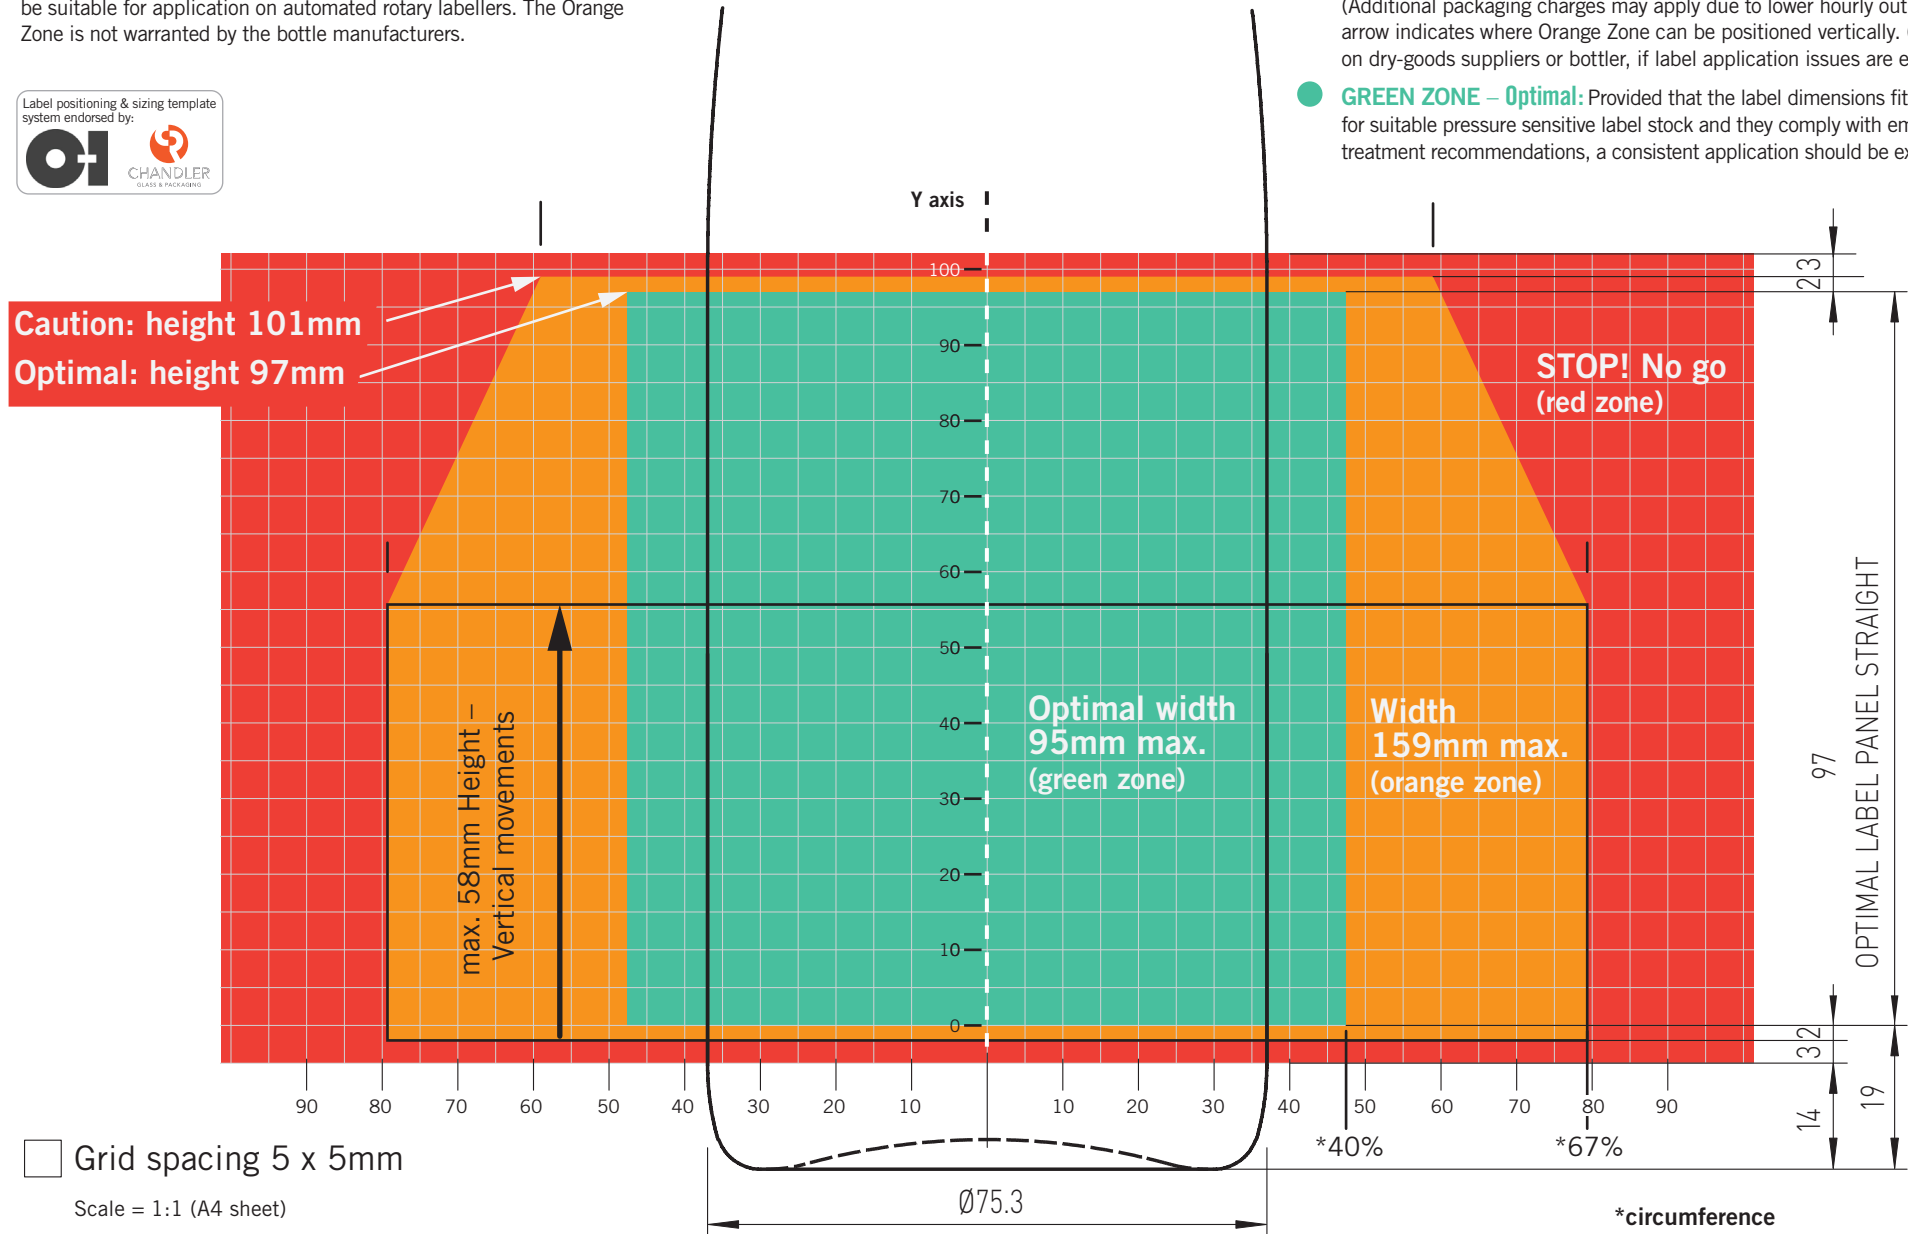 be suitable for application on automated rotary labellers. The Orange
Zone is not warranted by the bottle manufacturers.
(Additional packaging charges may apply due to lower hourly out
arrow indicates where Orange Zone can be positioned vertically.
on dry-goods suppliers or bottler, if label application issues are e
GREEN ZONE – Optimal: Provided that the label dimensions fit
for suitable pressure sensitive label stock and they comply with em
treatment recommendations, a consistent application should be ex
Label positioning & sizing template
system endorsed by:
O-I
CHANDLER
GLASS & PACKAGING
Y axis
Caution: height 101mm
Optimal: height 97mm
STOP! No go
(red zone)
100
90
80
70
60
50
40
30
20
10
0
max. 58mm Height –
Vertical movements
Optimal width
95mm max.
(green zone)
Width
159mm max.
(orange zone)
3
2
97
OPTIMAL LABEL PANEL STRAIGHT
2
3
14
19
90 80 70 60 50 40 30 20 10 10 20 30 40 50 60 70 80 90
*40%
*67%
Grid spacing 5 x 5mm
Scale = 1:1 (A4 sheet)
Ø75.3
*circumference